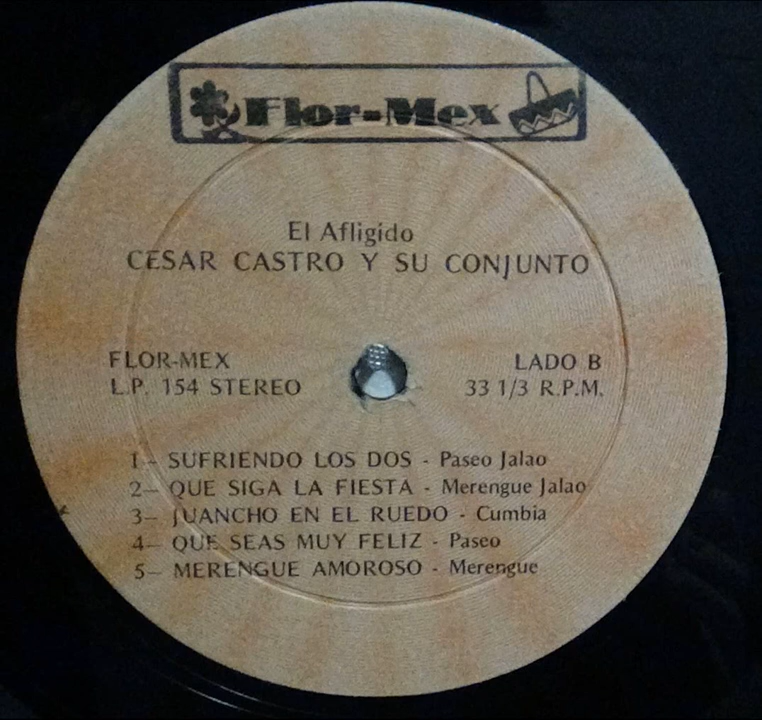 Flor-Mex
El Afligido
CESAR CASTRO Y SU CONJUNTO
FLOR-MEX LADO B
L.P. 154 STEREO 33 1/3 R.P.M.
1- SUFRIENDO LOS DOS - Paseo Jalao
2- QUE SIGA LA FIESTA - Merengue Jalao
3- JUANCHO EN EL RUEDO - Cumbia
4- QUE SEAS MUY FELIZ - Paseo
5- MERENGUE AMOROSO - Merengue